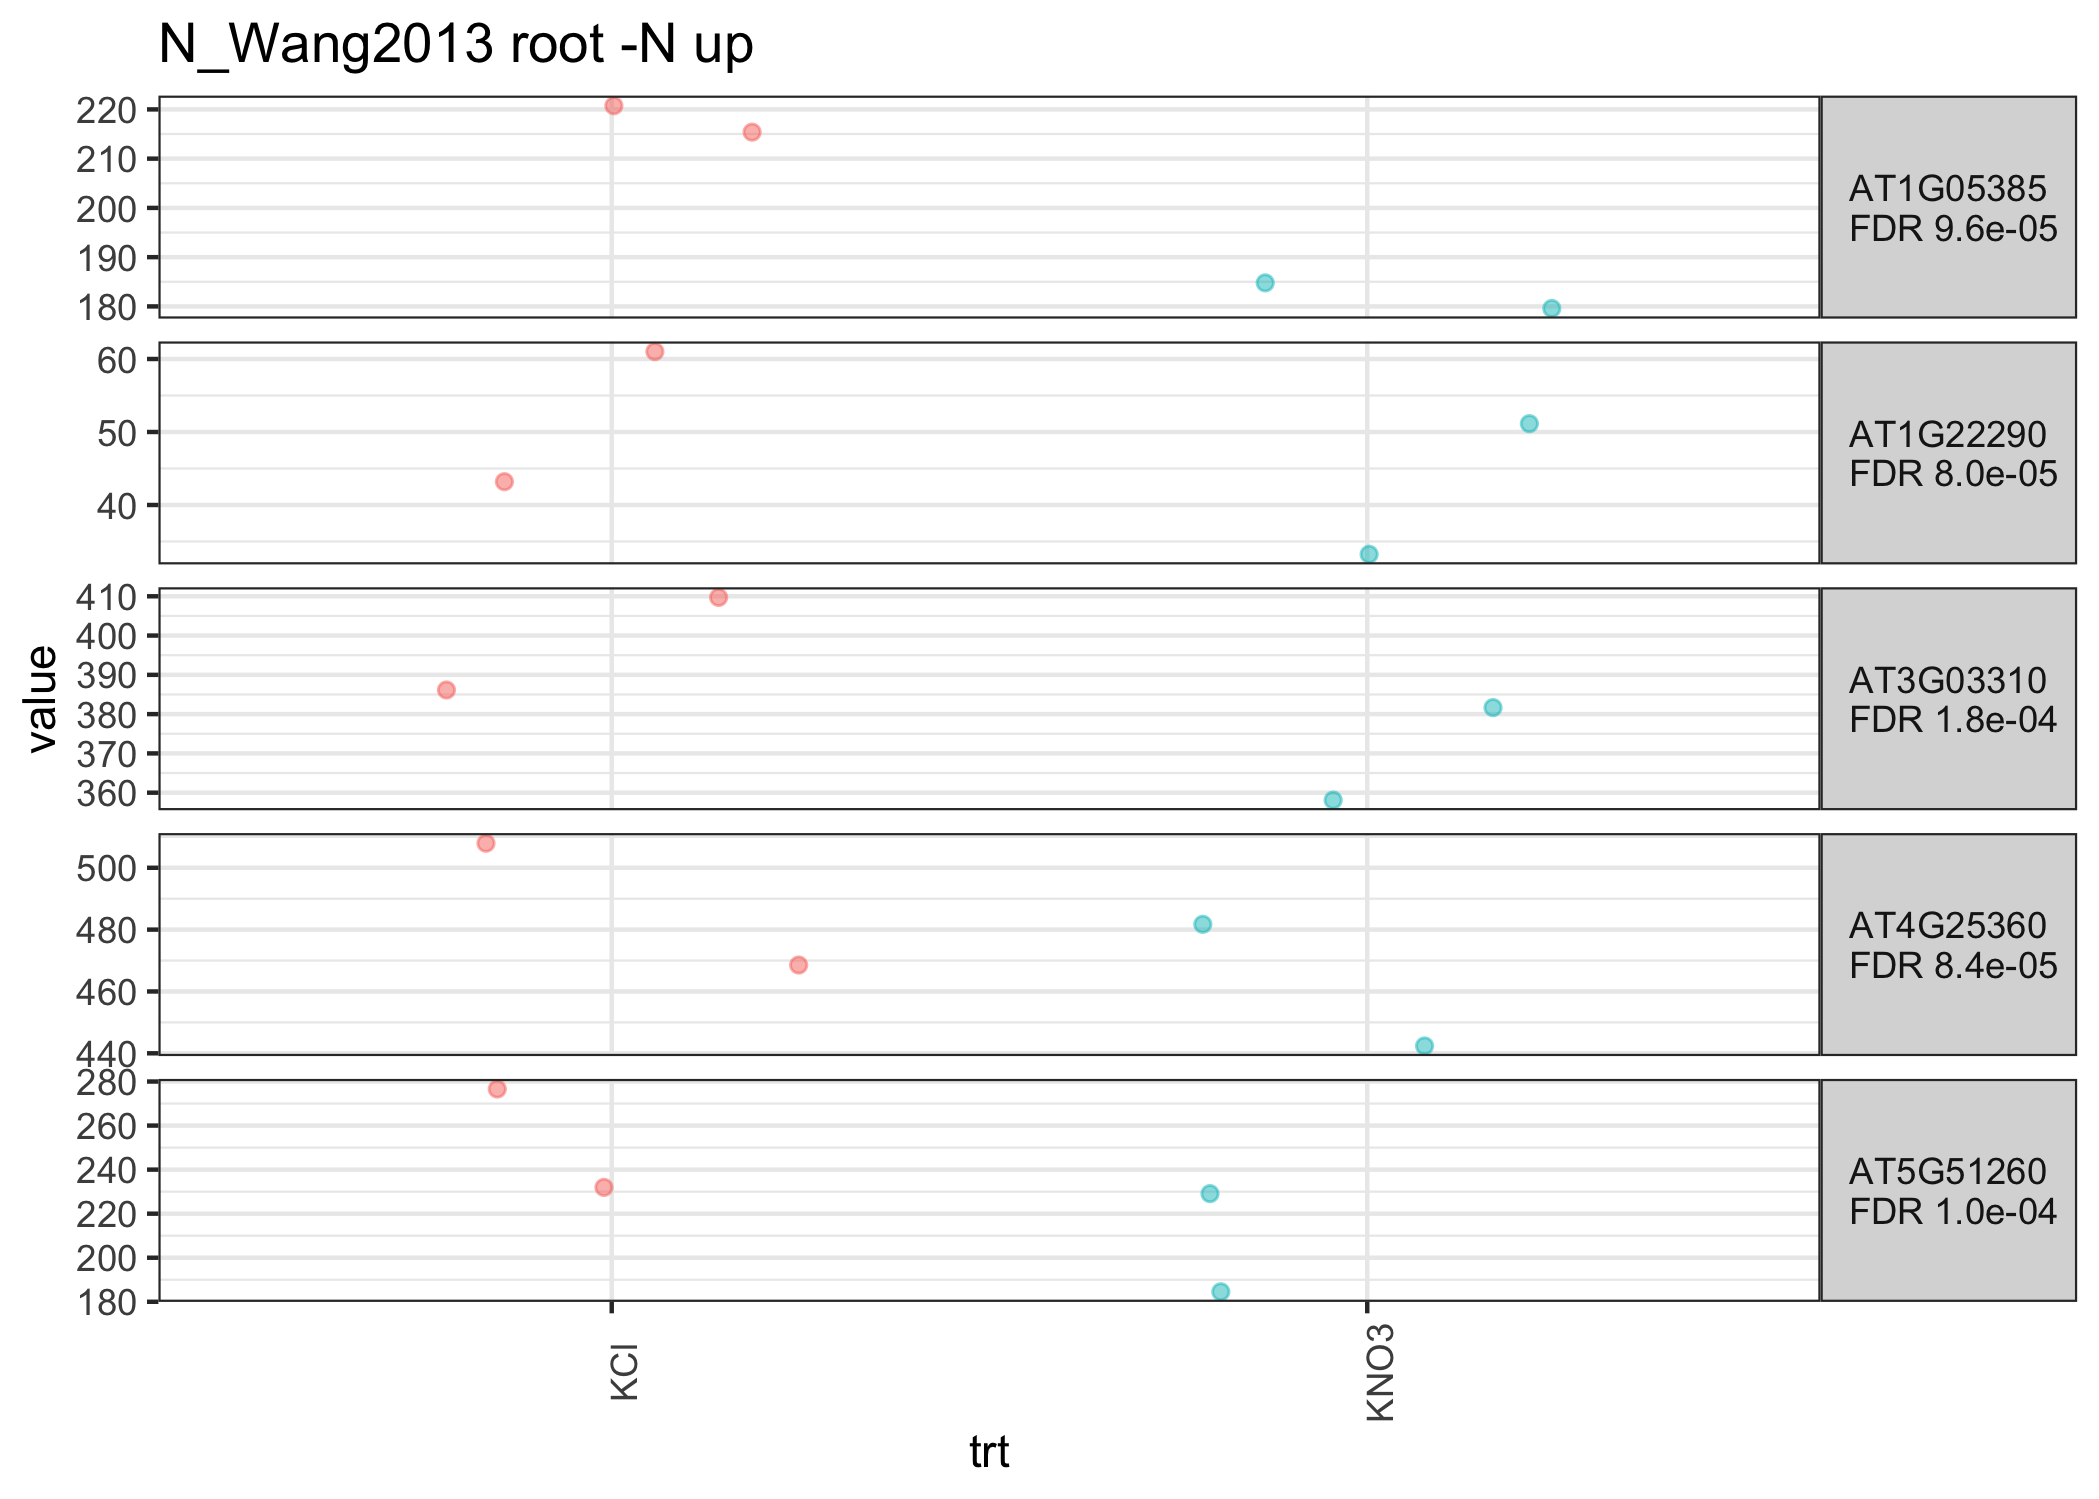 N_Wang2013 root -N up
220
210
200
190
180
AT1G05385
FDR 9.6e-05
60
50
40
AT1G22290
FDR 8.0e-05
value
410
400
390
380
370
360
AT3G03310
FDR 1.8e-04
500
480
460
440
AT4G25360
FDR 8.4e-05
280
260
240
220
200
180
AT5G51260
FDR 1.0e-04
KCl
KNO3
trt